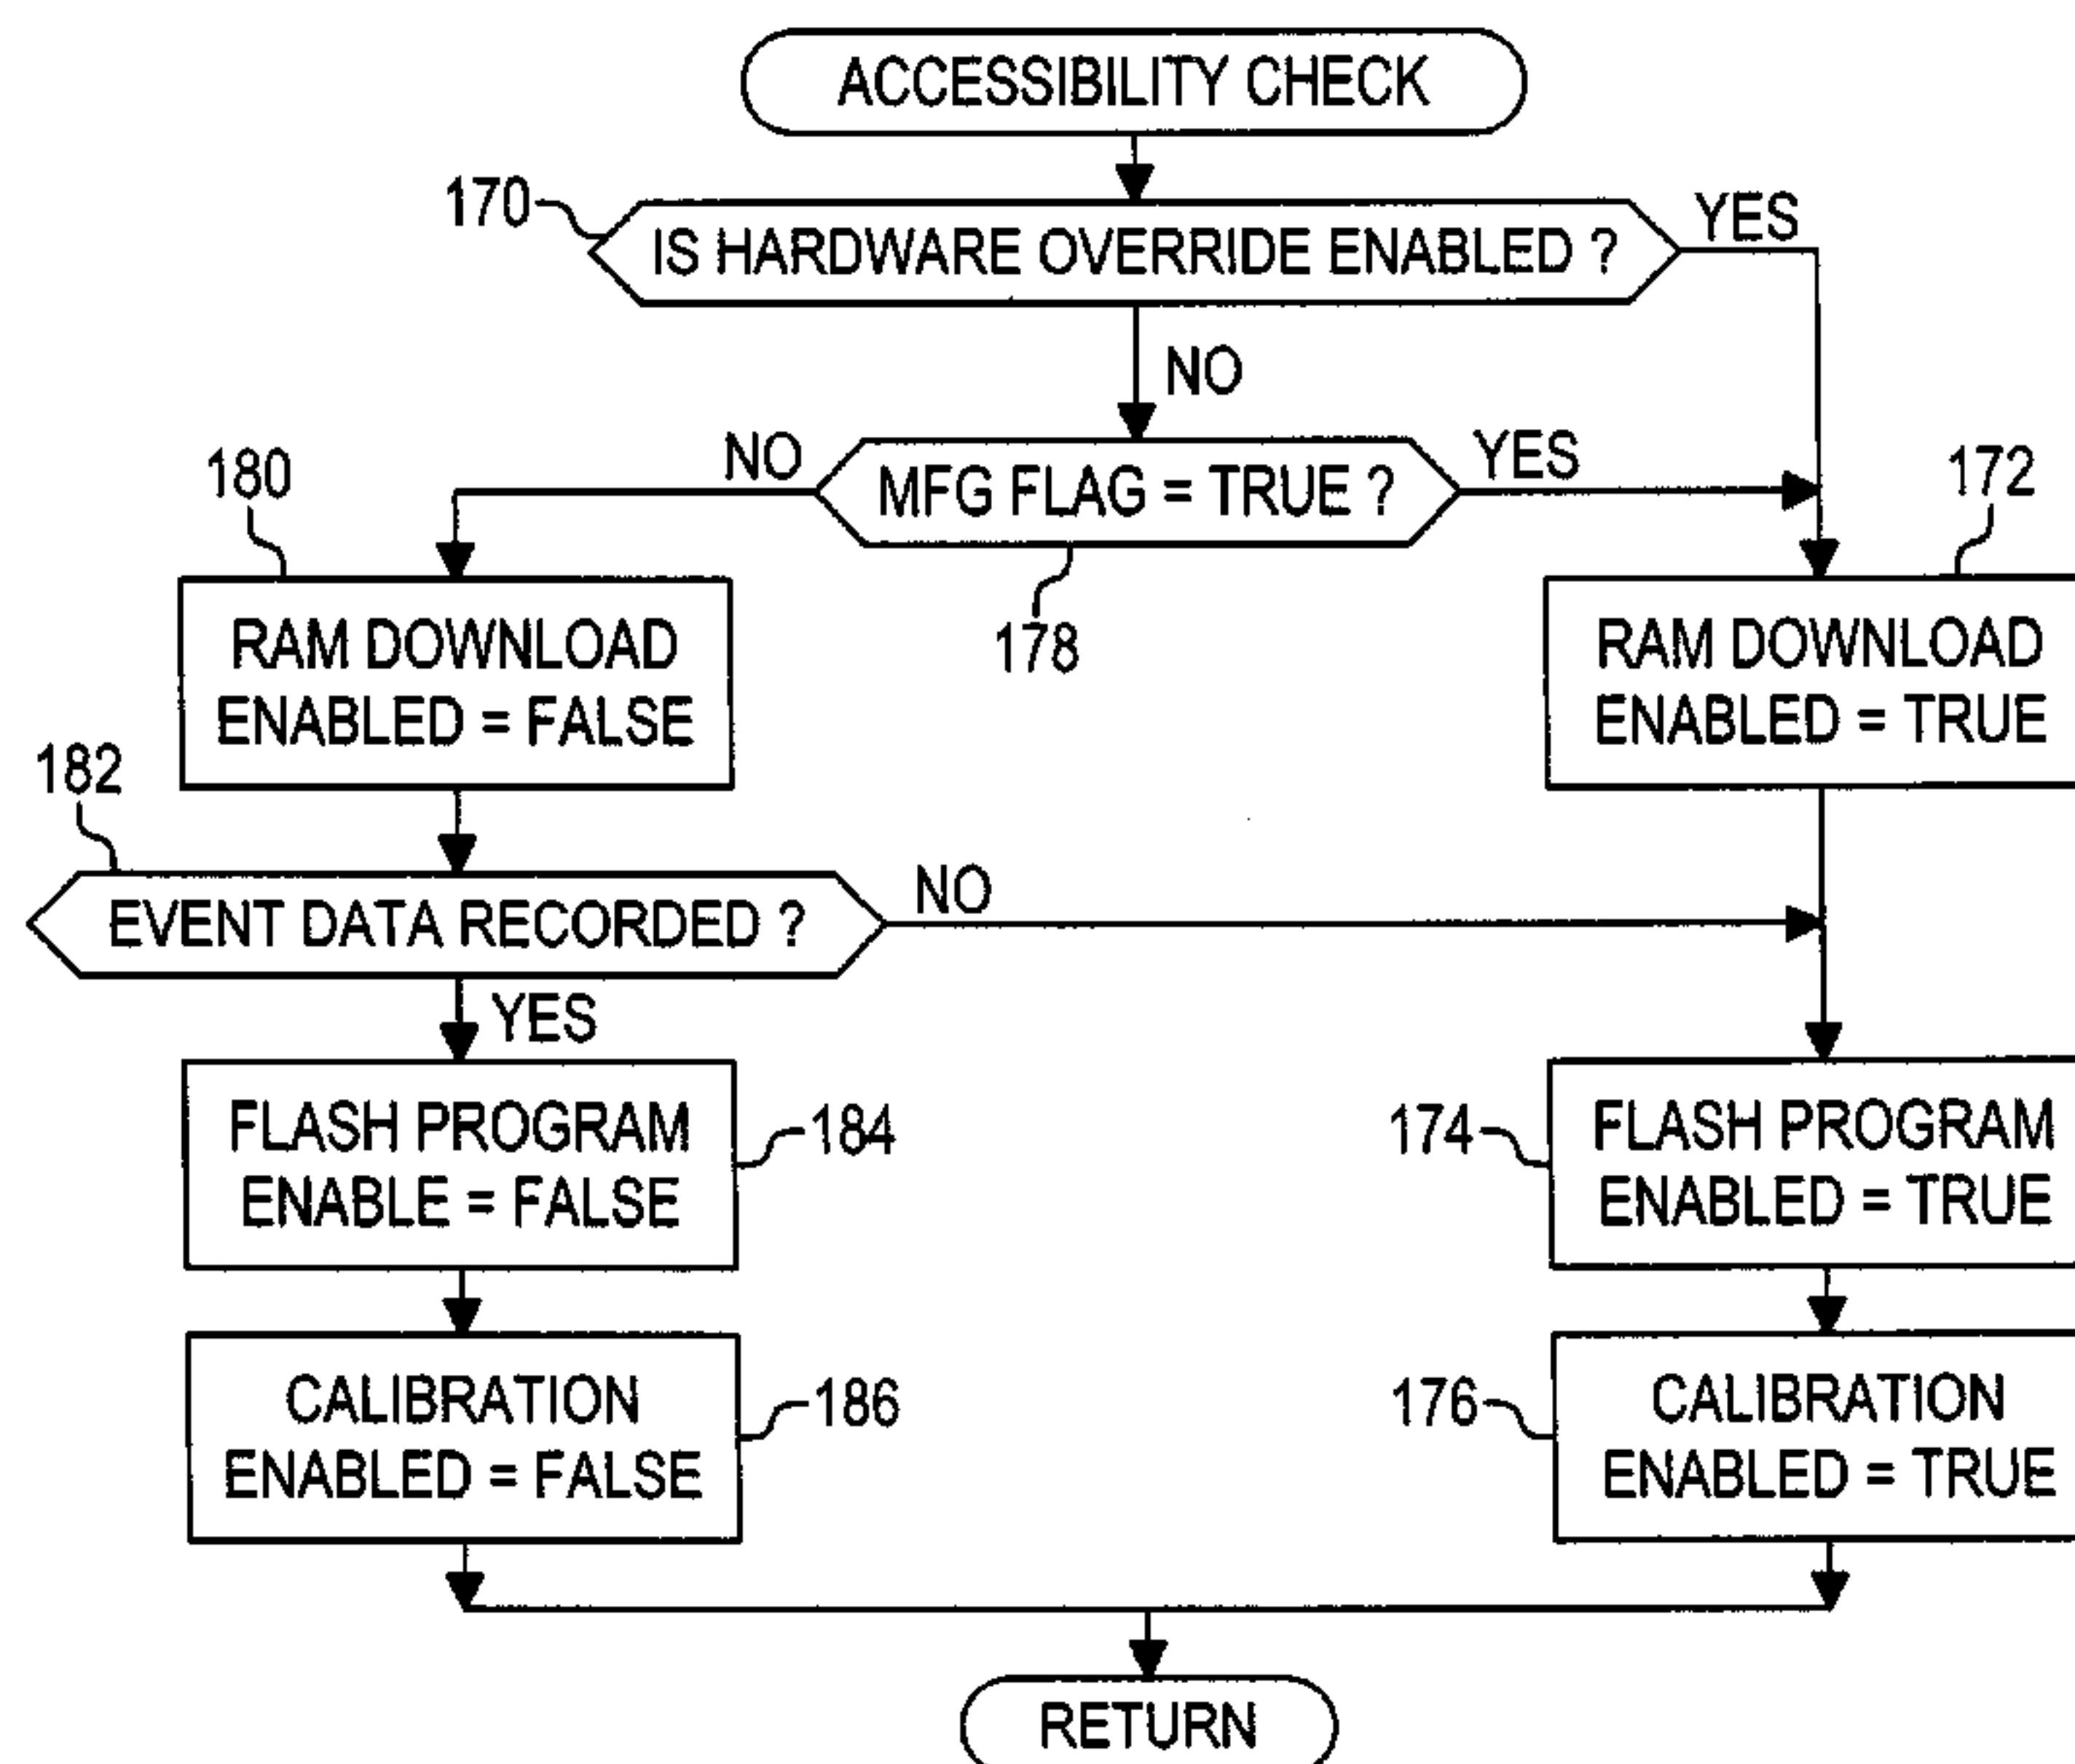 ACCESSIBILITY CHECK
170
IS HARDWARE OVERRIDE ENABLED ?
YES
NO
NO
MFG FLAG = TRUE ?
YES
180
178
172
RAM DOWNLOAD
ENABLED = FALSE
RAM DOWNLOAD
ENABLED = TRUE
182
EVENT DATA RECORDED ?
NO
YES
FLASH PROGRAM
ENABLE = FALSE
184
174
FLASH PROGRAM
ENABLED = TRUE
CALIBRATION
ENABLED = FALSE
186
176
CALIBRATION
ENABLED = TRUE
RETURN